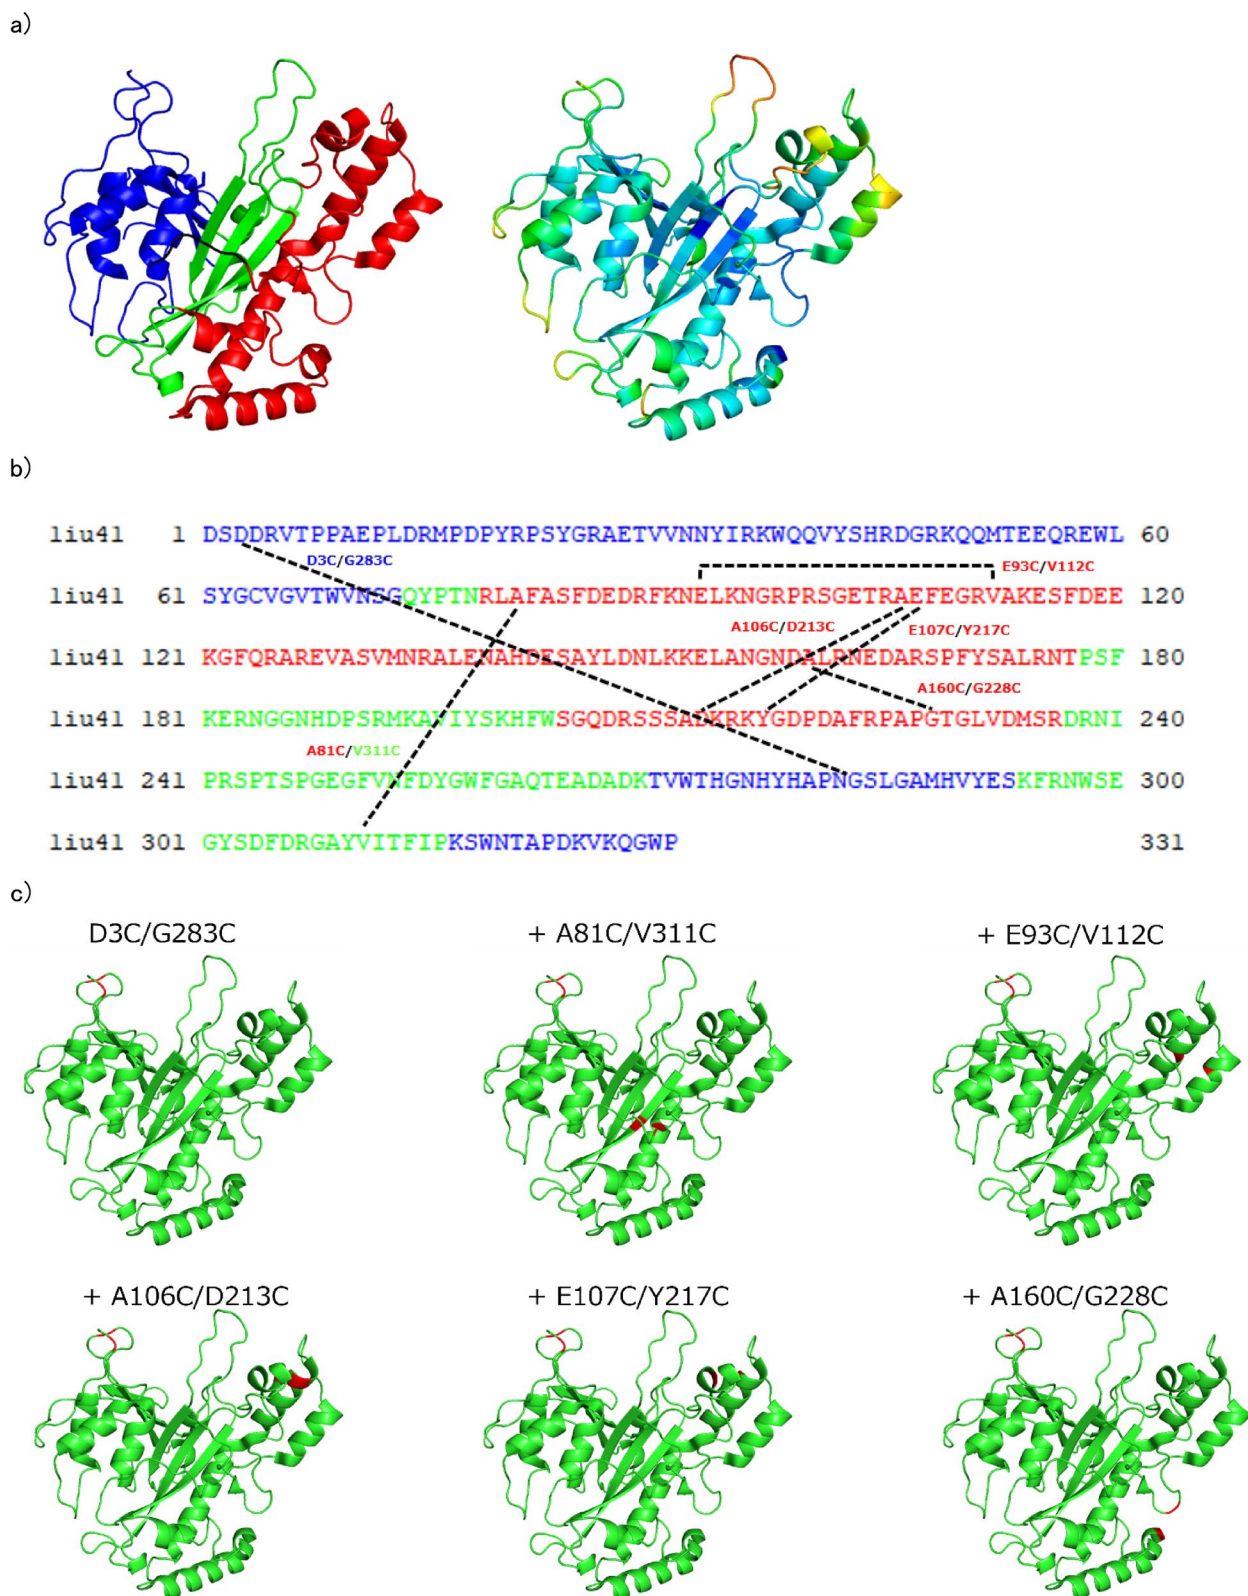 a)
b)
liu41 1 DSDDRVTPPAEPLDRMPDPYRPSYGRAETVVNNYIRKWQQVYSHRDGRKQQMTEEQREWL 60
D3C/G283C
E93C/V112C
liu41 61 SYGCVGVTWVNSGQYPTNRLAFASFDEDRFKNELKNGRPRSGETRAEFEGRVAKESFDEE 120
A106C/D213C
E107C/Y217C
liu41 121 KGFQRAREVASVMNRALENAHDESAYLDNLKKELANGNDALRNEDARSPFYSALRNTPSF 180
A160C/G228C
liu41 181 KERNGGNHDPSRMKAVIYSKHFWSGQDRSSSADKRKYGDPDAFRPAPGTGLVDMSRDRNI 240
A81C/V311C
liu41 241 PRSPTSPGEGFVNFDYGWFGAQTEADADKTVWTHGNHYHAPNGSLGAMHVYESKFRNWSE 300
liu41 301 GYSDFDRGAYVITFIPKSWNTAPDKVKQGWP 331
c)
D3C/G283C
+ A81C/V311C
+ E93C/V112C
+ A106C/D213C
+ E107C/Y217C
+ A160C/G228C